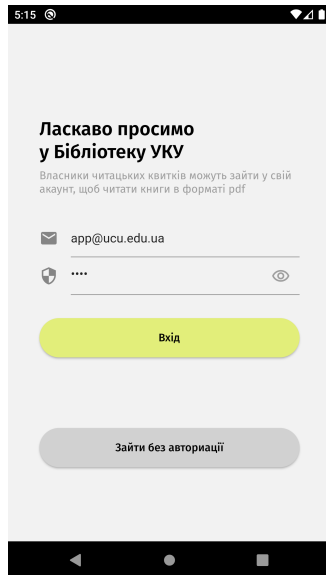 5:15
Ласкаво просимо
у Бібліотеку УКУ
Власники читацьких квитків можуть зайти у свій
акаунт, щоб читати книги в форматі pdf
app@ucu.edu.ua
••••
Вхід
Зайти без авториації